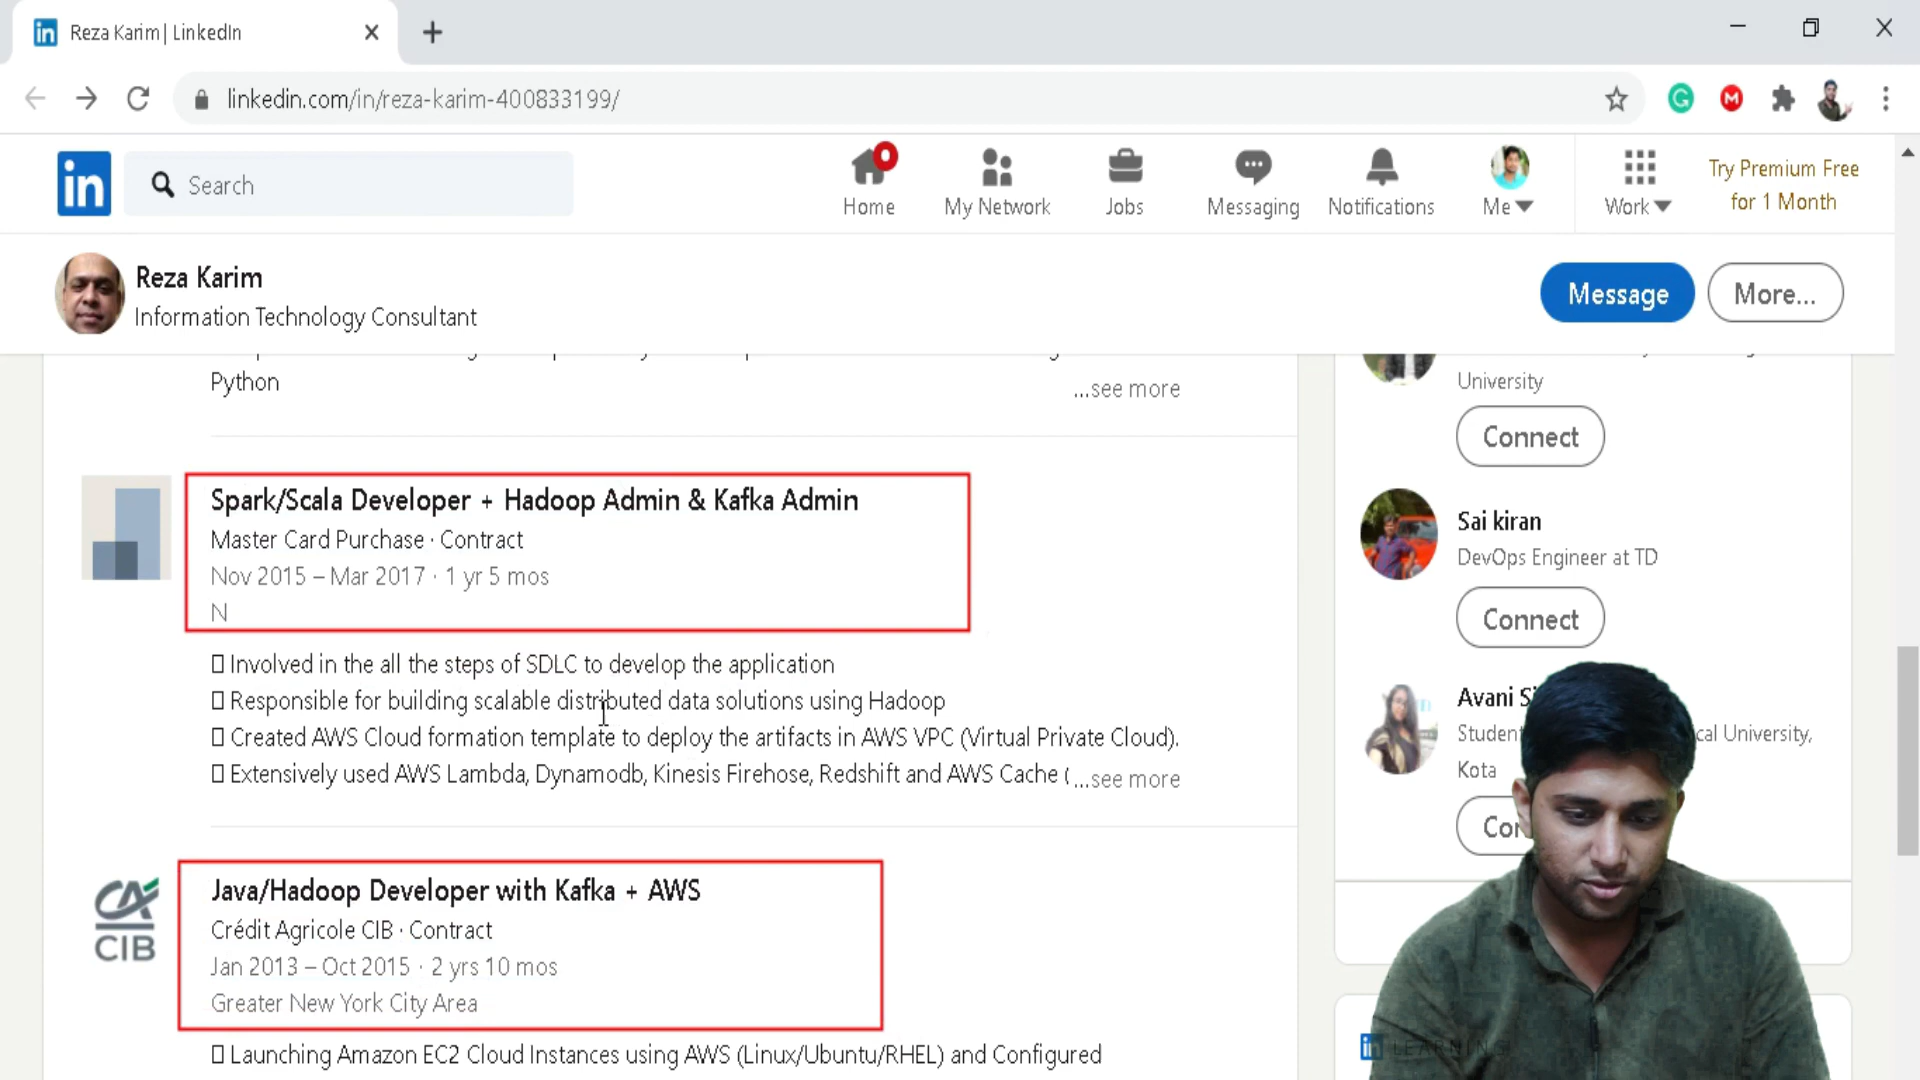 Reza Karim | LinkedIn
linkedin.com/in/reza-karim-400833199/
in
Search
Home
My Network
Jobs
Messaging
Notifications
Me
Work
Try Premium Free
for 1 Month
Reza Karim
Information Technology Consultant
Message
More...
Python
...see more
Spark/Scala Developer + Hadoop Admin & Kafka Admin
Master Card Purchase · Contract
Nov 2015 – Mar 2017 · 1 yr 5 mos
N
Involved in the all the steps of SDLC to develop the application
Responsible for building scalable distributed data solutions using Hadoop
Created AWS Cloud formation template to deploy the artifacts in AWS VPC (Virtual Private Cloud).
Extensively used AWS Lambda, Dynamodb, Kinesis Firehose, Redshift and AWS Cache ( ...see more
CA
CIB
Java/Hadoop Developer with Kafka + AWS
Crédit Agricole CIB · Contract
Jan 2013 – Oct 2015 · 2 yrs 10 mos
Greater New York City Area
Launching Amazon EC2 Cloud Instances using AWS (Linux/Ubuntu/RHEL) and Configured
University
Connect
Sai kiran
DevOps Engineer at TD
Connect
Avani
cal University,
Kota
in LEARNING